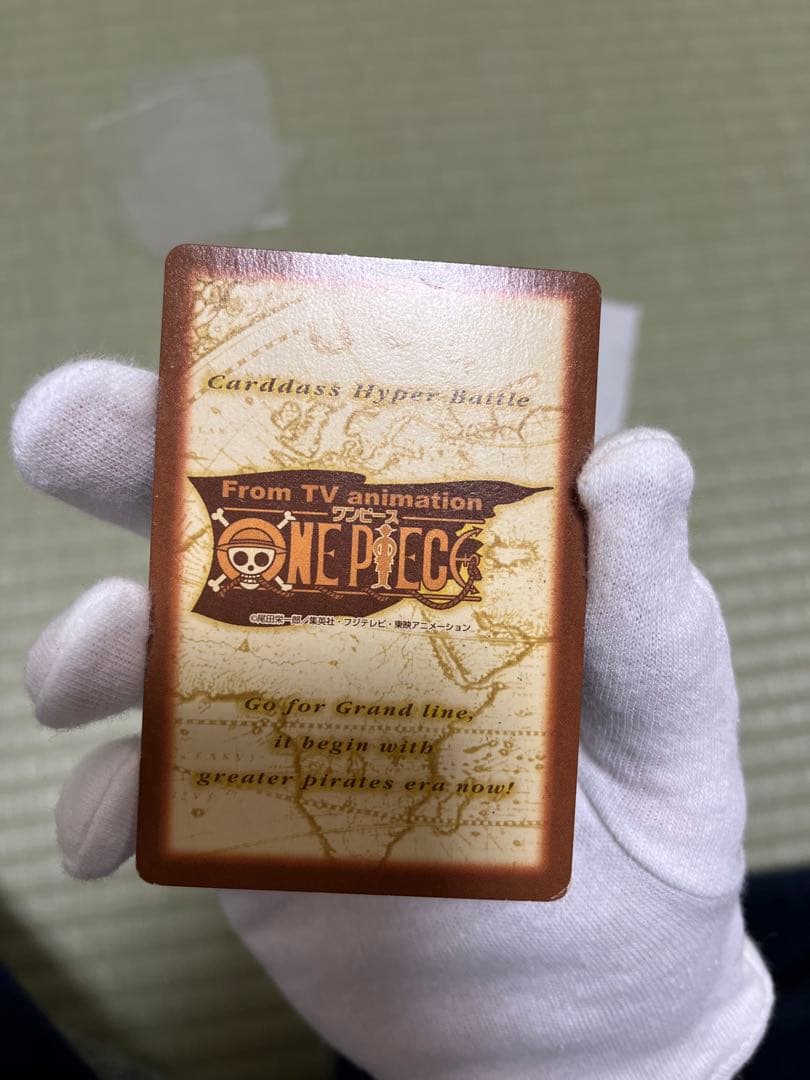 Carddass Hyper Battle
From TV animation
ワンピース
ONE PIECE
©尾田栄一郎／集英社・フジテレビ・東映アニメーション
Go for Grand line,
it begin with
greater pirates era now!